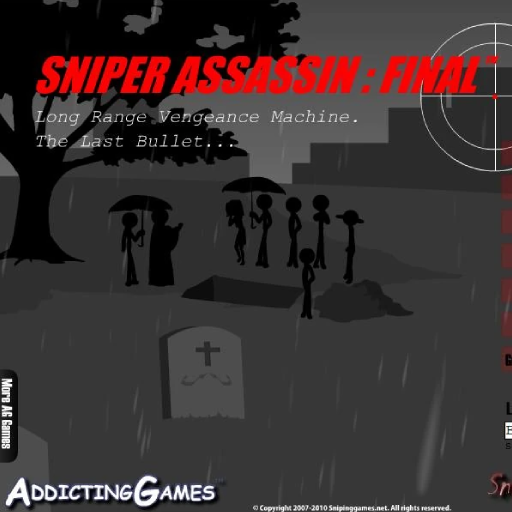 SNIPER ASSASSIN : FINAL
Long Range Vengeance Machine.
The Last Bullet...
More AG Games
ADDICTINGGAMES
© Copyright 2007-2010 Snipinggames.net. All rights reserved.